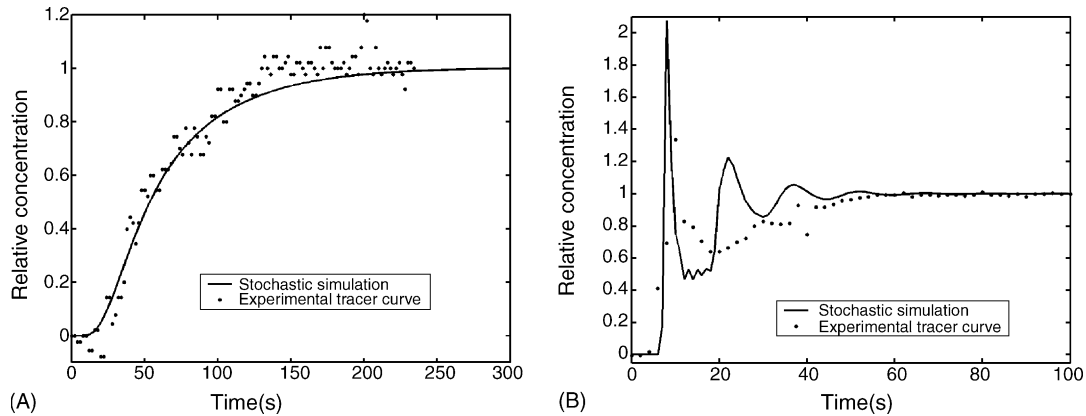 1.2
1
0.8
0.6
0.4
0.2
0
Relative concentration
Stochastic simulation
Experimental tracer curve
0 50 100 150 200 250 300
(A) Time(s)
2
1.8
1.6
1.4
1.2
1
0.8
0.6
0.4
0.2
0
Relative concentration
Stochastic simulation
Experimental tracer curve
0 20 40 60 80 100
(B) Time(s)